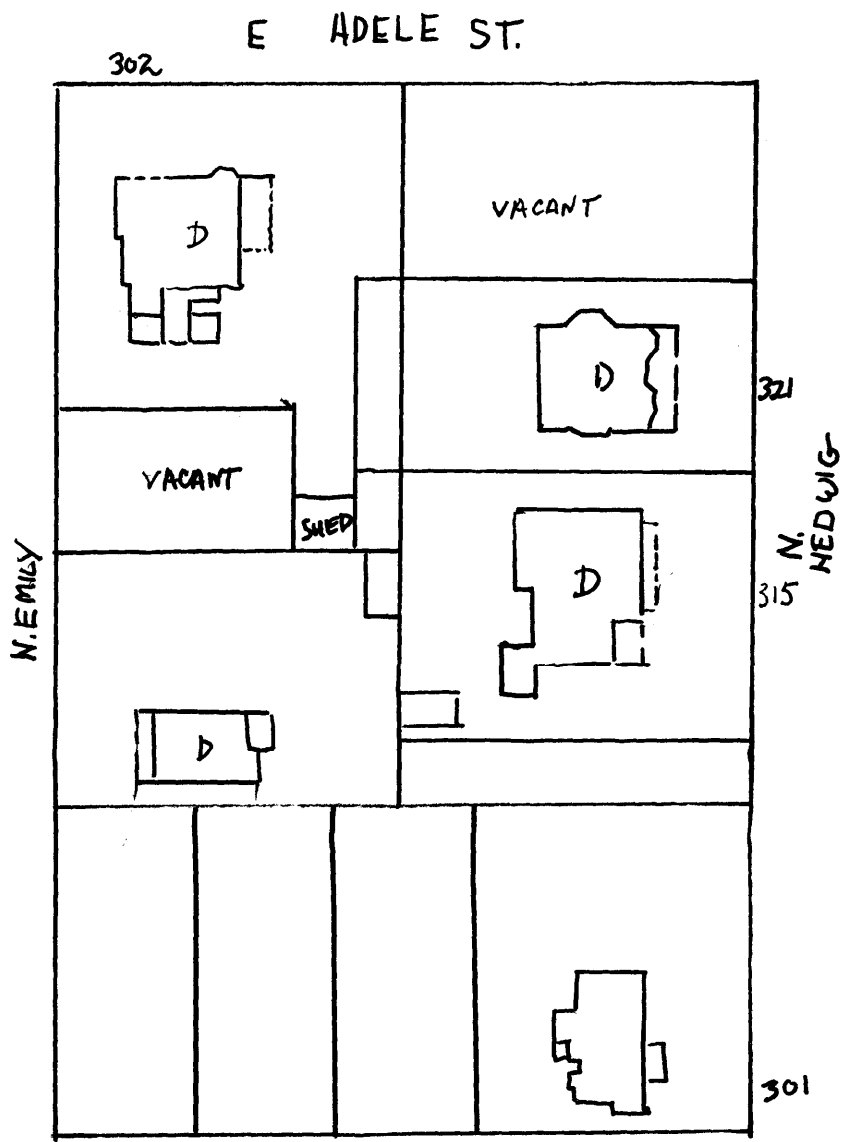 E ADELE ST.
302
D
VACANT
D
321
VACANT
SHED
N. HEDWIG
N. EMILY
D
315
D
301